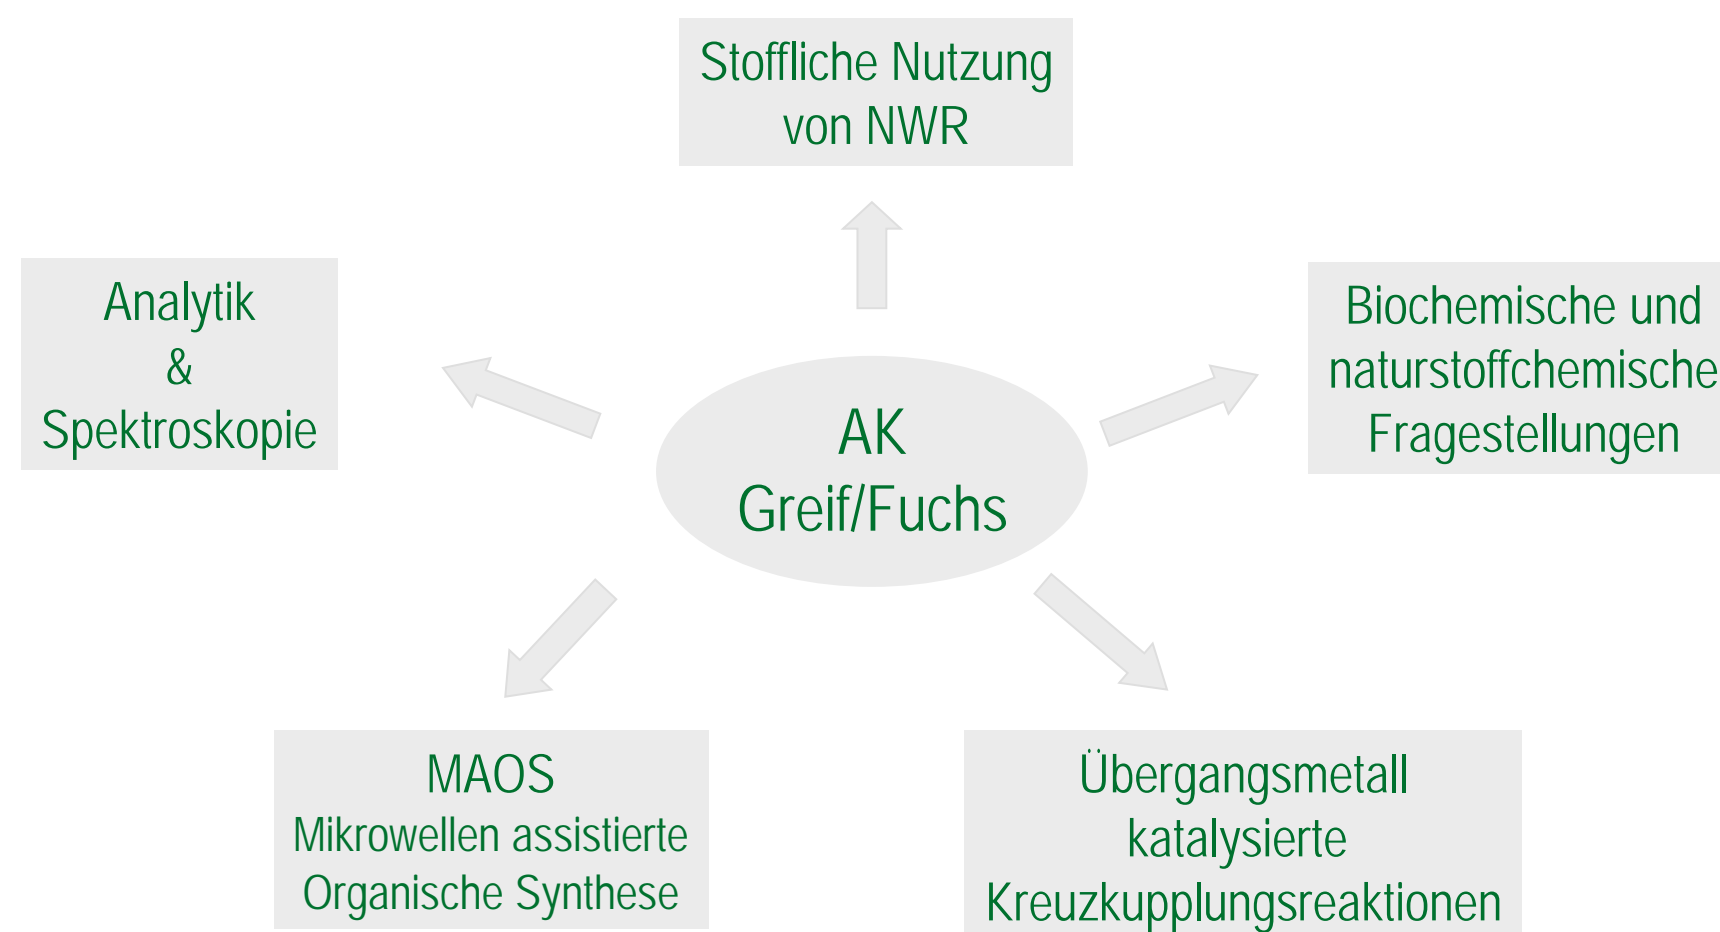 Stoffliche Nutzung
von NWR
Analytik
&
Spektroskopie
Biochemische und
naturstoffchemische
Fragestellungen
AK
Greif/Fuchs
MAOS
Mikrowellen assistierte
Organische Synthese
Übergangsmetall
katalysierte
Kreuzkupplungsreaktionen